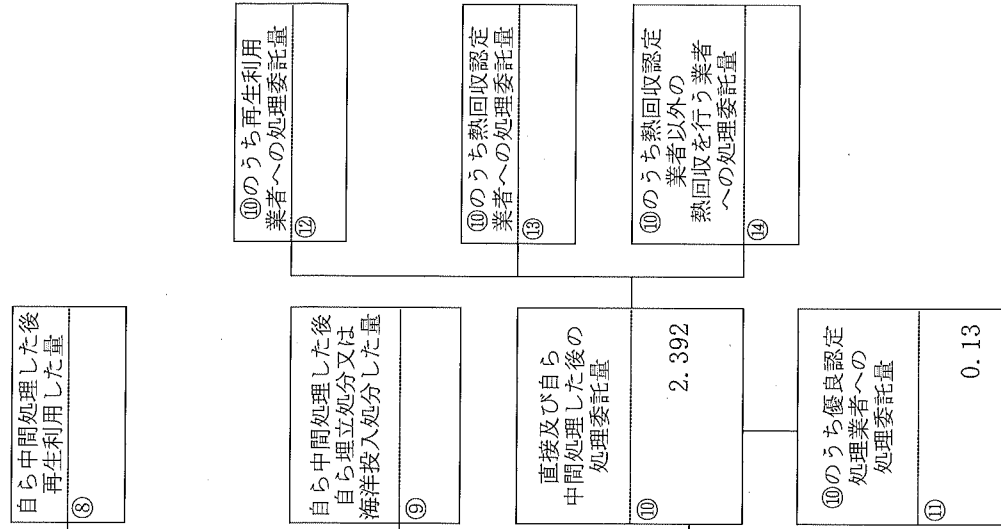 自ら中間処理した後
再生利用した量
⑧
自ら中間処理した後
自ら埋立処分又は
海洋投入処分した量
⑨
直接及び自ら
中間処理した後の
処理委託量
⑩
2.392
⑩のうち優良認定
処理業者への
処理委託量
⑪
0.13
⑩のうち再生利用
業者への処理委託量
⑫
⑩のうち熱回収認定
業者への処理委託量
⑬
⑩のうち熱回収認定
業者以外の
熱回収を行う業者
への処理委託量
⑭